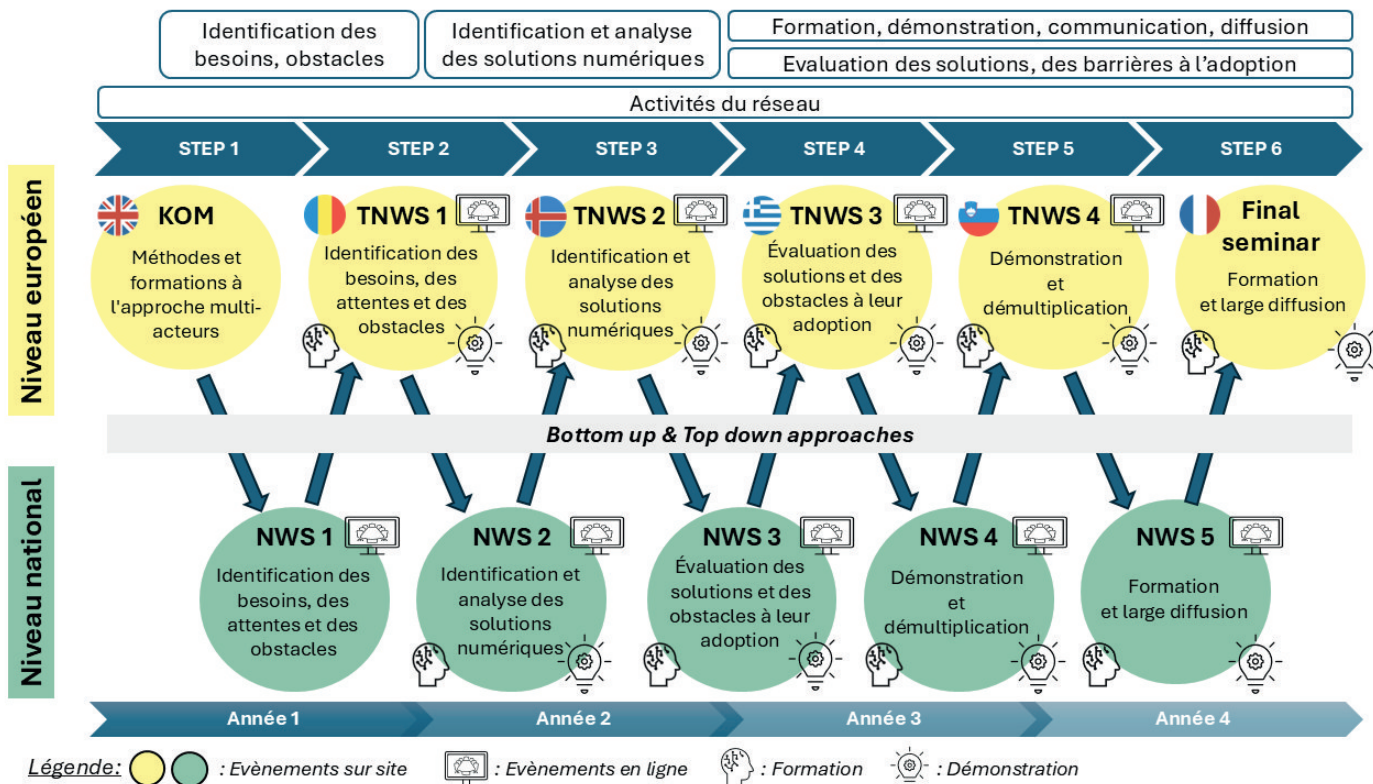 Identification des
besoins, obstacles
Identification et analyse
des solutions numériques
Formation, démonstration, communication, diffusion
Evaluation des solutions, des barrières à l'adoption
Activités du réseau
STEP 1
STEP 2
STEP 3
STEP 4
STEP 5
STEP 6
Niveau européen
KOM
Méthodes et
formations à
l'approche multi-
acteurs
TNWS 1
Identification des
besoins, des
attentes et des
obstacles
TNWS 2
Identification et
analyse des
solutions
numériques
TNWS 3
Évaluation des
solutions et des
obstacles à leur
adoption
TNWS 4
Démonstration
et
démultiplication
Final
seminar
Formation
et large diffusion
Bottom up & Top down approaches
Niveau national
NWS 1
Identification des
besoins, des
attentes et des
obstacles
NWS 2
Identification et
analyse des
solutions
numériques
NWS 3
Évaluation des
solutions et des
obstacles à leur
adoption
NWS 4
Démonstration
et
démultiplication
NWS 5
Formation
et large diffusion
Année 1
Année 2
Année 3
Année 4
Légende: : Evènements sur site : Evènements en ligne : Formation : Démonstration